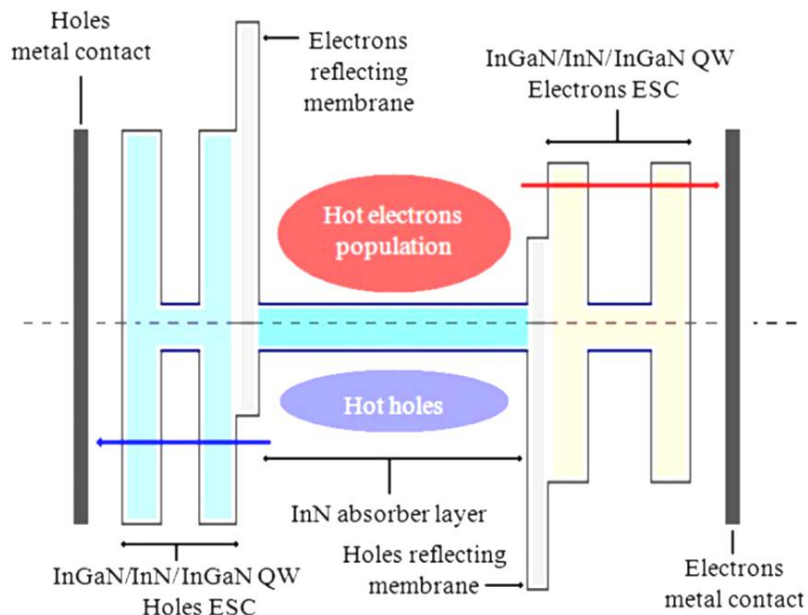 Holes
metal contact
Electrons
reflecting
membrane
InGaN/InN/InGaN QW
Electrons ESC
Hot electrons
population
Hot holes
InN absorber layer
InGaN/InN/InGaN QW
Holes ESC
Holes reflecting
membrane
Electrons
metal contact